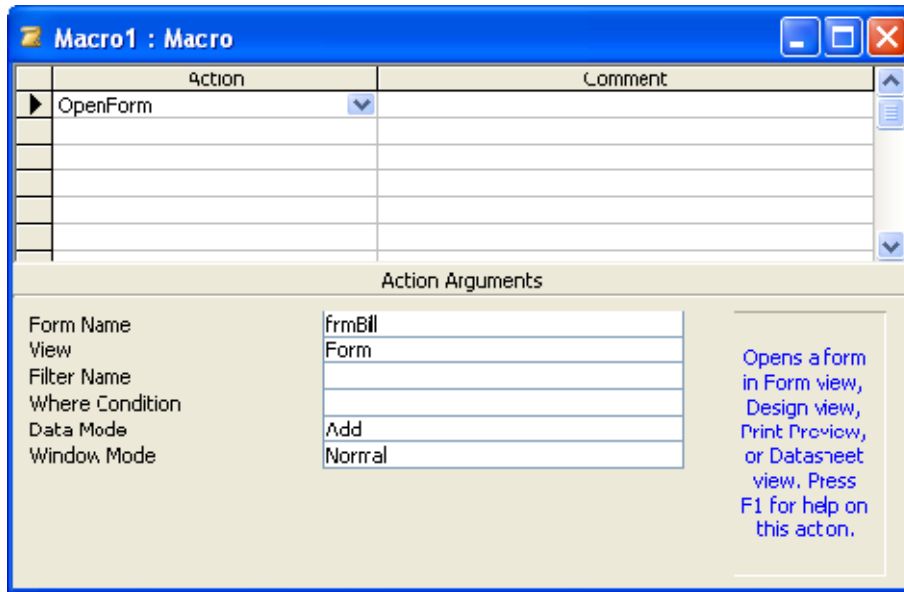 Macro1 : Macro
Action Comment
OpenForm
Action Arguments
Form Name frmBill
View Form
Filter Name
Where Condition
Data Mode Add
Window Mode Normal
Opens a form
in Form view,
Design view,
Print Preview,
or Datasheet
view. Press
F1 for help on
this action.